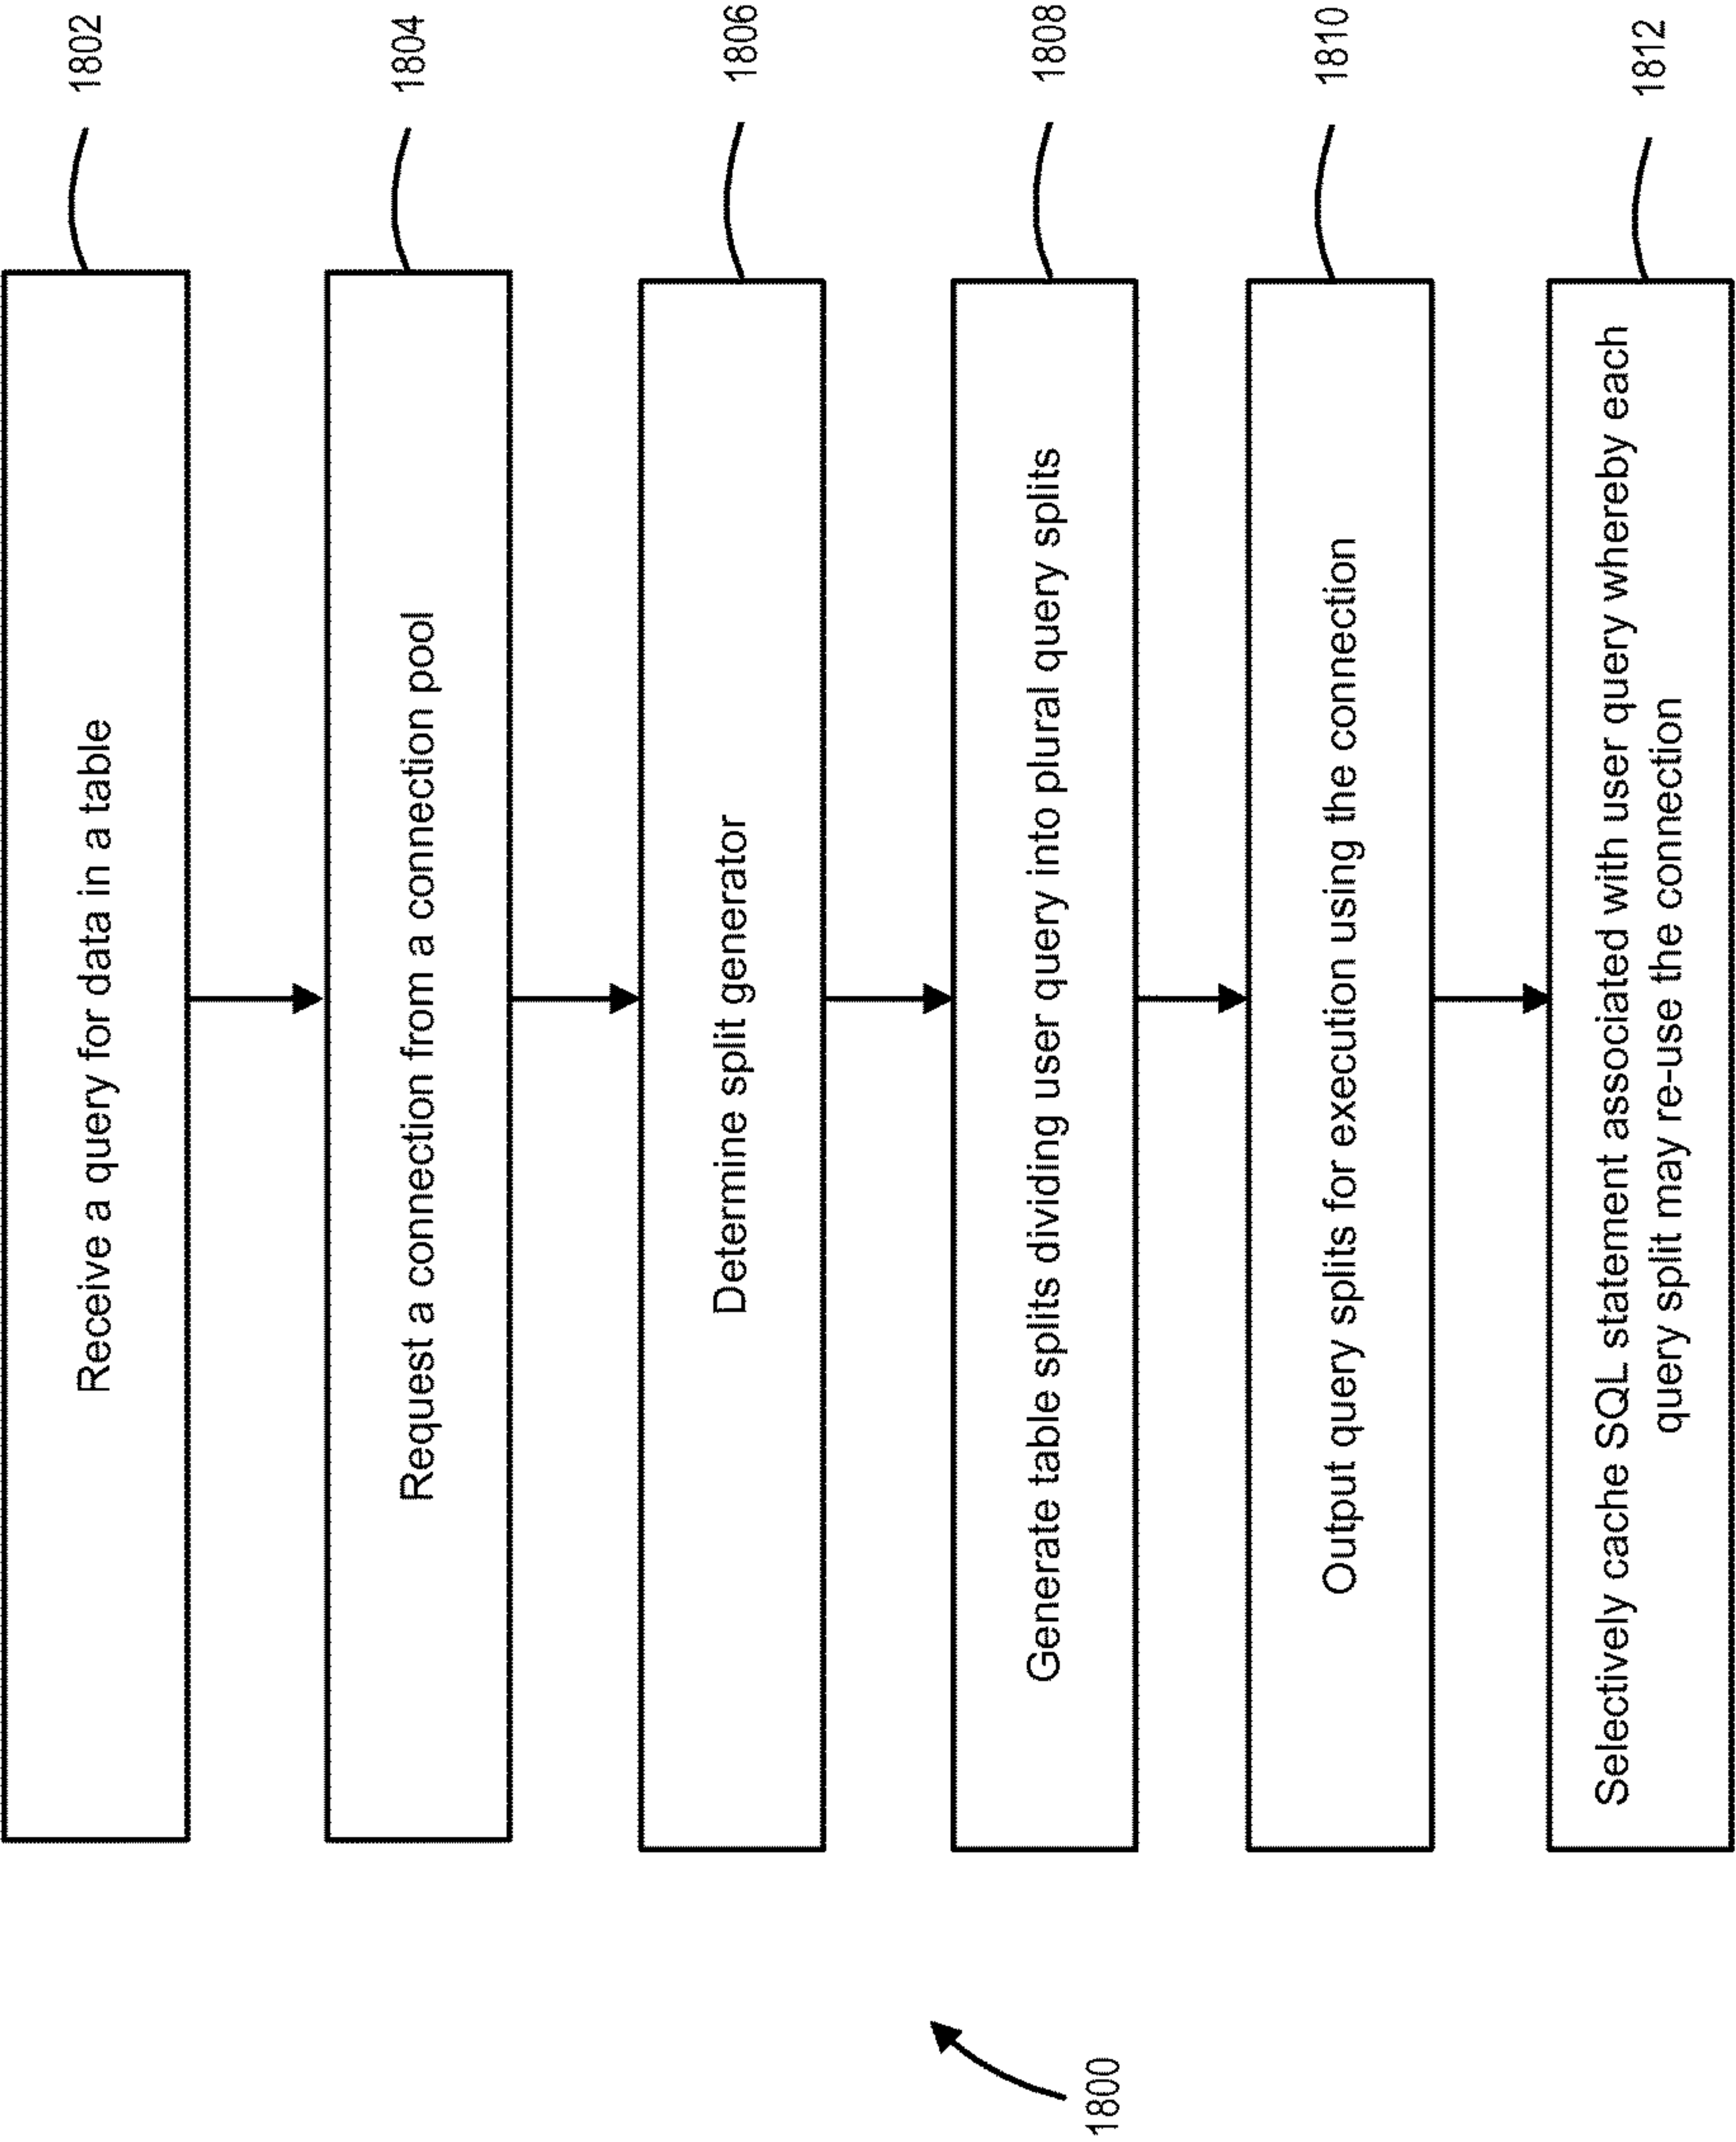 Receive a query for data in a table
1802
Request a connection from a connection pool
1804
Determine split generator
1806
Generate table splits dividing user query into plural query splits
1808
Output query splits for execution using the connection
1810
Selectively cache SQL statement associated with user query whereby each
query split may re-use the connection
1812
1800